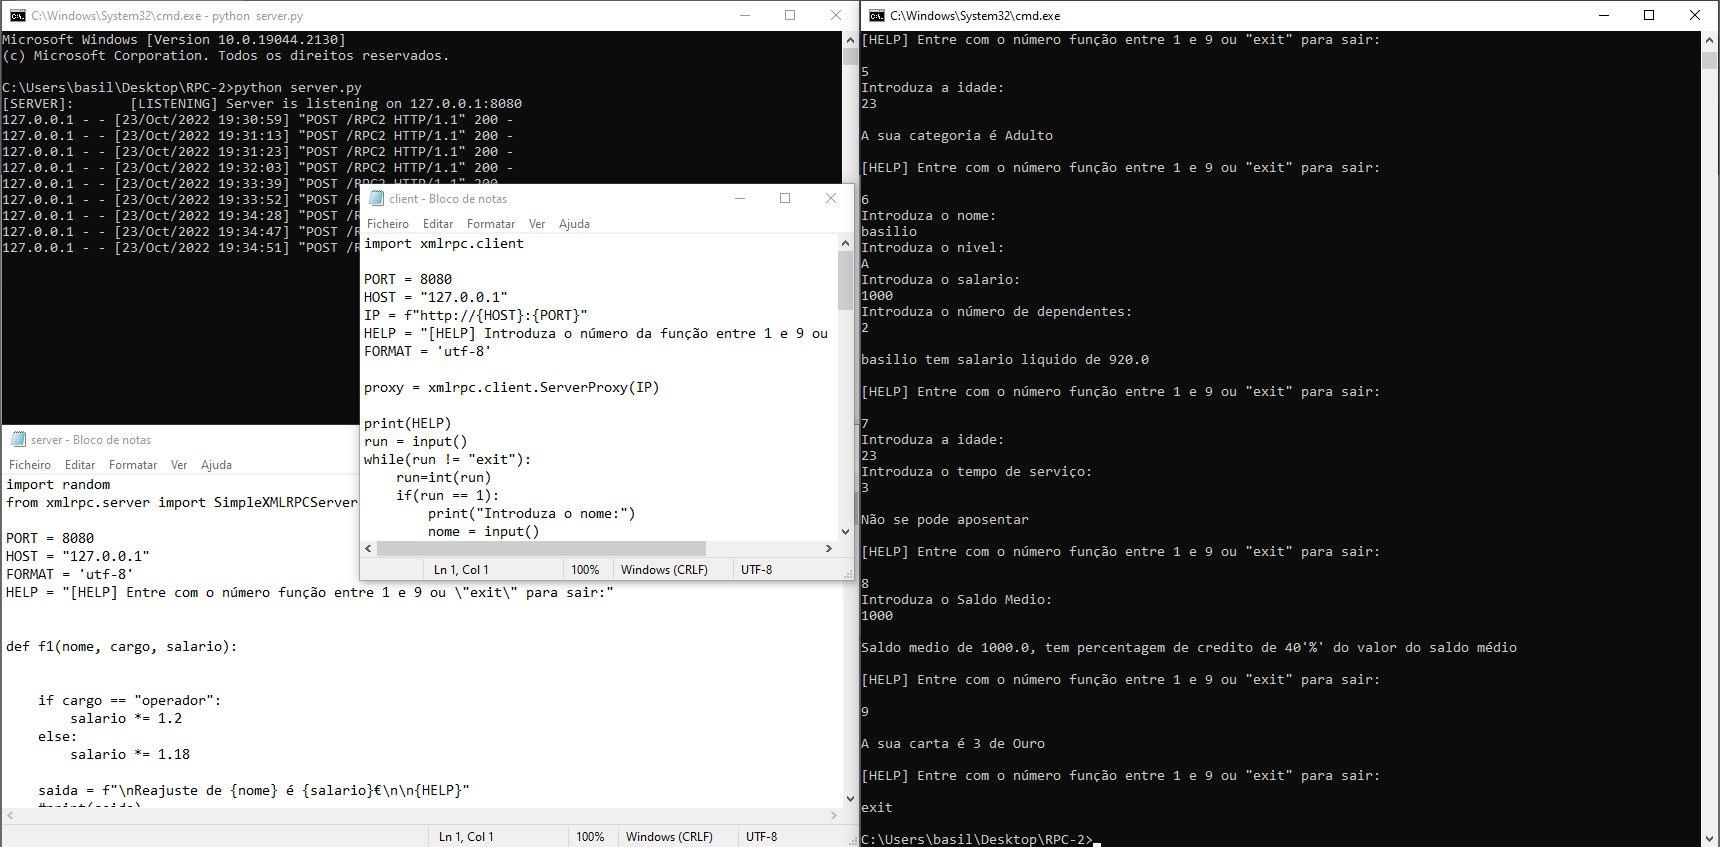 C:\Windows\System32\cmd.exe - python  server.py
Microsoft Windows [Version 10.0.19044.2130]
(c) Microsoft Corporation. Todos os direitos reservados.
C:\Users\basil\Desktop\RPC-2>python server.py
[SERVER]:       [LISTENING] Server is listening on 127.0.0.1:8080
127.0.0.1 - - [23/Oct/2022 19:30:59] "POST /RPC2 HTTP/1.1" 200 -
127.0.0.1 - - [23/Oct/2022 19:31:13] "POST /RPC2 HTTP/1.1" 200 -
127.0.0.1 - - [23/Oct/2022 19:31:23] "POST /RPC2 HTTP/1.1" 200 -
127.0.0.1 - - [23/Oct/2022 19:32:03] "POST /RPC2 HTTP/1.1" 200 -
127.0.0.1 - - [23/Oct/2022 19:33:39] "POST /RPC2 HTTP/1.1" 200 -
127.0.0.1 - - [23/Oct/2022 19:33:52] "POST /R
127.0.0.1 - - [23/Oct/2022 19:34:28] "POST /R
127.0.0.1 - - [23/Oct/2022 19:34:47] "POST /R
127.0.0.1 - - [23/Oct/2022 19:34:51] "POST /R
client - Bloco de notas
Ficheiro Editar Formatar Ver Ajuda
import xmlrpc.client
PORT = 8080
HOST = "127.0.0.1"
IP = f"http://{HOST}:{PORT}"
HELP = "[HELP] Introduza o número da função entre 1 e 9 ou
FORMAT = 'utf-8'
proxy = xmlrpc.client.ServerProxy(IP)
print(HELP)
run = input()
while(run != "exit"):
    run=int(run)
    if(run == 1):
        print("Introduza o nome:")
        nome = input()
Ln 1, Col 1 100% Windows (CRLF) UTF-8
server - Bloco de notas
Ficheiro Editar Formatar Ver Ajuda
import random
from xmlrpc.server import SimpleXMLRPCServer
PORT = 8080
HOST = "127.0.0.1"
FORMAT = 'utf-8'
HELP = "[HELP] Entre com o número função entre 1 e 9 ou \"exit\" para sair:"
def f1(nome, cargo, salario):
    if cargo == "operador":
        salario *= 1.2
    else:
        salario *= 1.18
    saida = f"\nReajuste de {nome} é {salario}€\n\n{HELP}"
    #print(saida)
Ln 1, Col 1 100% Windows (CRLF) UTF-8
C:\Windows\System32\cmd.exe
[HELP] Entre com o número função entre 1 e 9 ou "exit" para sair:
5
Introduza a idade:
23
A sua categoria é Adulto
[HELP] Entre com o número função entre 1 e 9 ou "exit" para sair:
6
Introduza o nome:
basilio
Introduza o nivel:
A
Introduza o salario:
1000
Introduza o número de dependentes:
2
basilio tem salario liquido de 920.0
[HELP] Entre com o número função entre 1 e 9 ou "exit" para sair:
7
Introduza a idade:
23
Introduza o tempo de serviço:
3
Não se pode aposentar
[HELP] Entre com o número função entre 1 e 9 ou "exit" para sair:
8
Introduza o Saldo Medio:
1000
Saldo medio de 1000.0, tem percentagem de credito de 40'%' do valor do saldo médio
[HELP] Entre com o número função entre 1 e 9 ou "exit" para sair:
9
A sua carta é 3 de Ouro
[HELP] Entre com o número função entre 1 e 9 ou "exit" para sair:
exit
C:\Users\basil\Desktop\RPC-2>